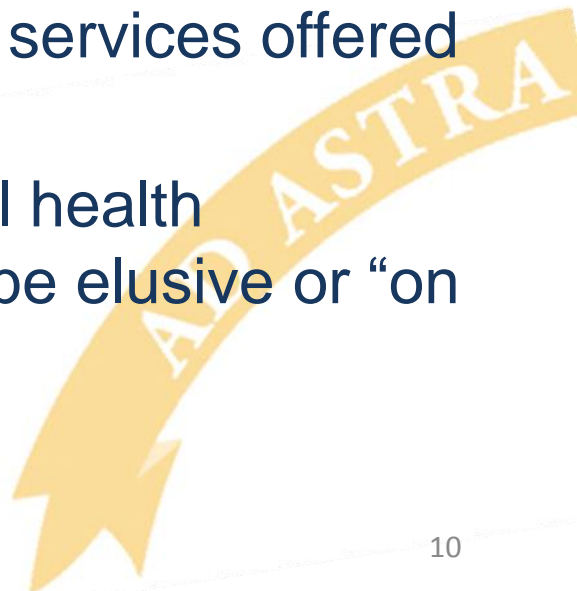 services offered
AD ASTRA
l health
be elusive or “on
10